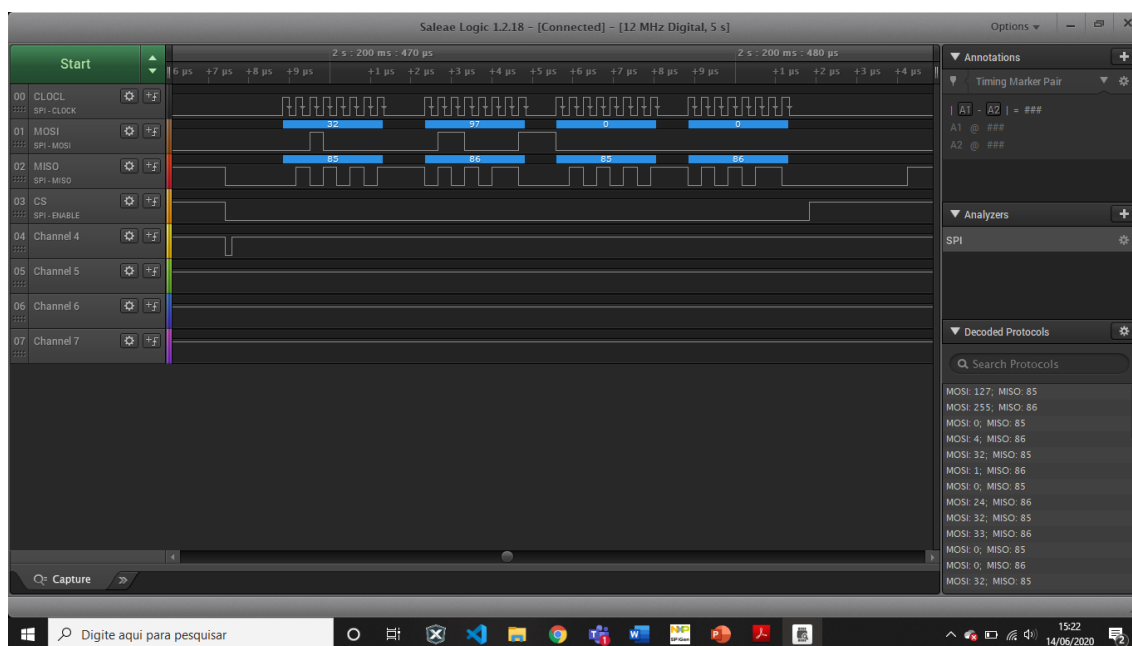 Saleae Logic 1.2.18 - [Connected] - [12 MHz Digital, 5 s]
Options
Start
2 s : 200 ms : 470 µs
2 s : 200 ms : 480 µs
6 µs +7 µs +8 µs +9 µs +1 µs +2 µs +3 µs +4 µs +5 µs +6 µs +7 µs +8 µs +9 µs +1 µs +2 µs +3 µs +4 µs
00 CLOCL
SPI - CLOCK
32 97 0 0
01 MOSI
SPI - MOSI
85 86 85 86
02 MISO
SPI - MISO
03 CS
SPI - ENABLE
04 Channel 4
05 Channel 5
06 Channel 6
07 Channel 7
Capture
Annotations
Timing Marker Pair
| A1 - A2 | = ###
A1 @ ###
A2 @ ###
Analyzers
SPI
Decoded Protocols
Search Protocols
MOSI: 127; MISO: 85
MOSI: 255; MISO: 86
MOSI: 0; MISO: 85
MOSI: 4; MISO: 86
MOSI: 32; MISO: 85
MOSI: 1; MISO: 86
MOSI: 0; MISO: 85
MOSI: 24; MISO: 86
MOSI: 32; MISO: 85
MOSI: 33; MISO: 86
MOSI: 0; MISO: 85
MOSI: 0; MISO: 86
MOSI: 32; MISO: 85
Digite aqui para pesquisar
NXP
SPIGen
15:22
14/06/2020
2